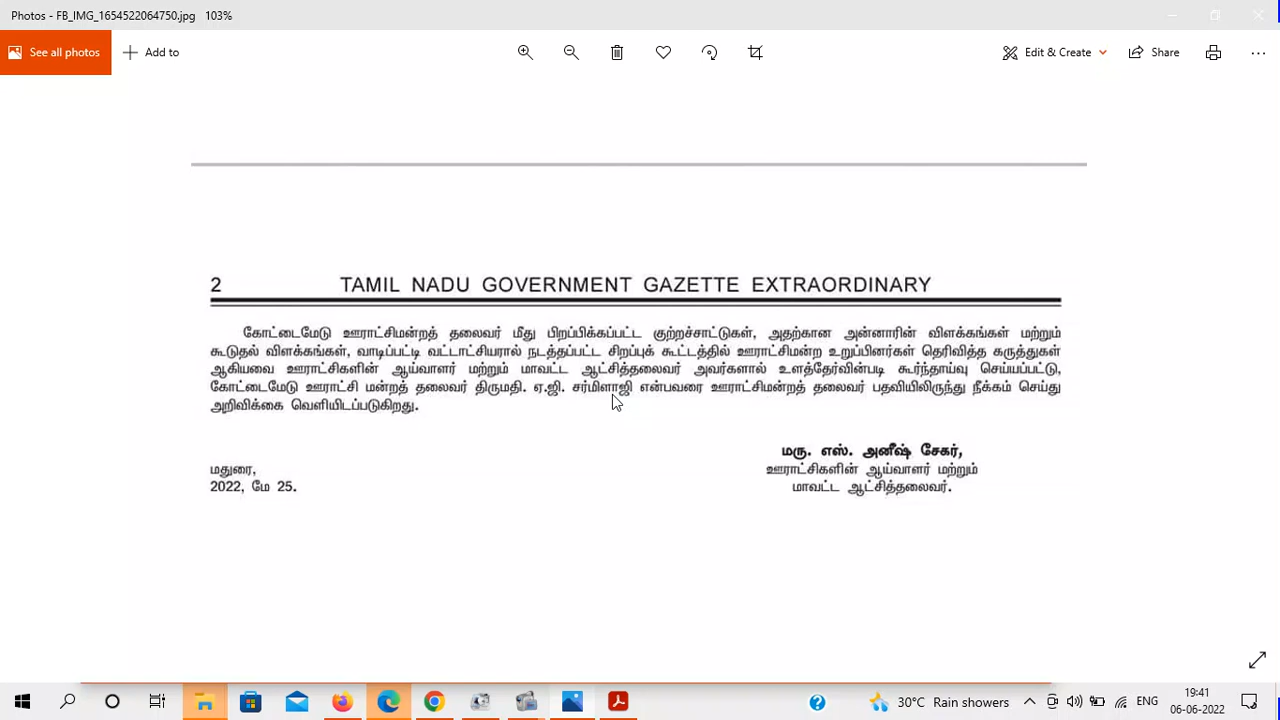 Photos - FB_IMG_1654522064750.jpg 103%
See all photos
Add to
Edit & Create
Share
2 TAMIL NADU GOVERNMENT GAZETTE EXTRAORDINARY
கோட்டைமேடு ஊராட்சிமன்றத் தலைவர் மீது பிறப்பிக்கப்பட்ட குற்றச்சாட்டுகள், அதற்கான அன்னாரின் விளக்கங்கள் மற்றும்
கூடுதல் விளக்கங்கள், வாடிப்பட்டி வட்டாட்சியரால் நடத்தப்பட்ட சிறப்புக் கூட்டத்தில் ஊராட்சிமன்ற உறுப்பினர்கள் தெரிவித்த கருத்துகள்
ஆகியவை ஊராட்சிகளின் ஆய்வாளர் மற்றும் மாவட்ட ஆட்சித்தலைவர் அவர்களால் உளத்தேர்வின்படி கூர்ந்தாய்வு செய்யப்பட்டு,
கோட்டைமேடு ஊராட்சி மன்றத் தலைவர் திருமதி. ஏ.ஜி. சர்மிளாஜி என்பவரை ஊராட்சிமன்றத் தலைவர் பதவியிலிருந்து நீக்கம் செய்து
அறிவிக்கை வெளியிடப்படுகிறது.
மரு. எஸ். அனீஷ் சேகர்,
மதுரை,
ஊராட்சிகளின் ஆய்வாளர் மற்றும்
2022, மே 25.
மாவட்ட ஆட்சித்தலைவர்.
30°C Rain showers
ENG
19:41
06-06-2022